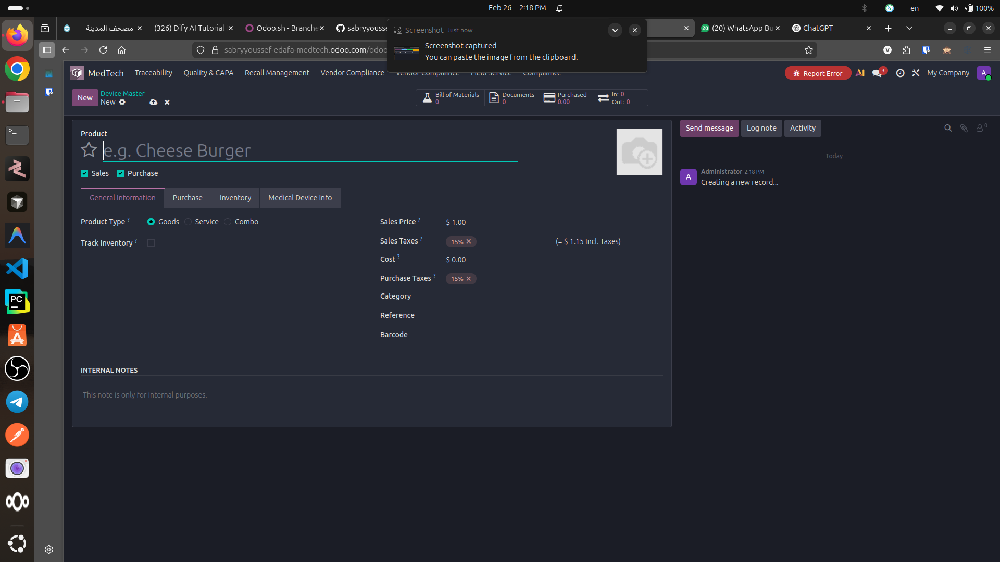 Feb 26 2:18 PM
en 100%
مصحف المدينة
(326) Dify AI Tutorial
Odoo.sh - Branche
sabryyousse
(20) WhatsApp Bu
ChatGPT
Screenshot Just now
Screenshot captured
You can paste the image from the clipboard.
sabryyoussef-edafa-medtech.odoo.com/odoo
MedTech Traceability Quality & CAPA Recall Management Vendor Compliance Vendor Compliance Field Service Compliance
Report Error 3 My Company A
New
Device Master
New
Bill of Materials
0
Documents
0
Purchased
0.00
In: 0
Out: 0
Product
e.g. Cheese Burger
Sales Purchase
General Information Purchase Inventory Medical Device Info
Product Type ? Goods Service Combo
Track Inventory ?
Sales Price ? $ 1.00
Sales Taxes ? 15% (= $ 1.15 Incl. Taxes)
Cost ? $ 0.00
Purchase Taxes ? 15%
Category
Reference
Barcode
INTERNAL NOTES
This note is only for internal purposes.
Send message Log note Activity 0
Today
A
Administrator 2:18 PM
Creating a new record...